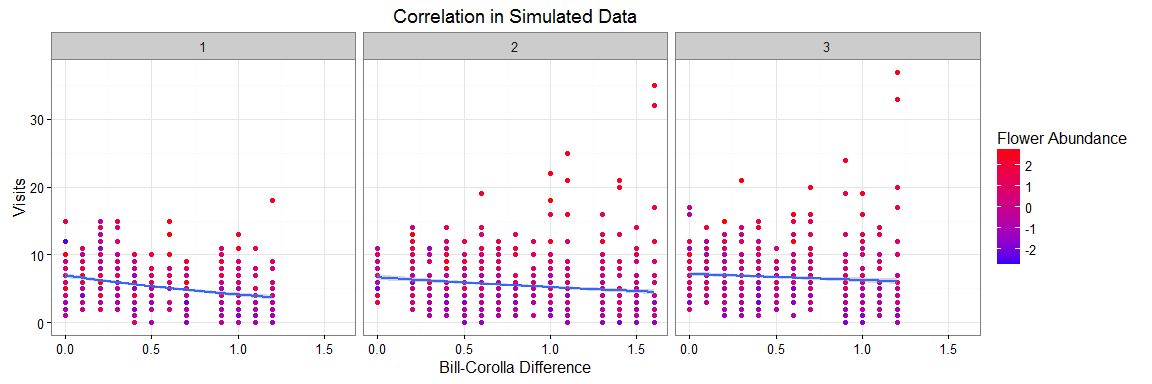 Correlation in Simulated Data
1 2 3
Flower Abundance
2
1
0
-1
-2
Visits
30
20
10
0
0.0 0.5 1.0 1.5 0.0 0.5 1.0 1.5 0.0 0.5 1.0 1.5
Bill-Corolla Difference